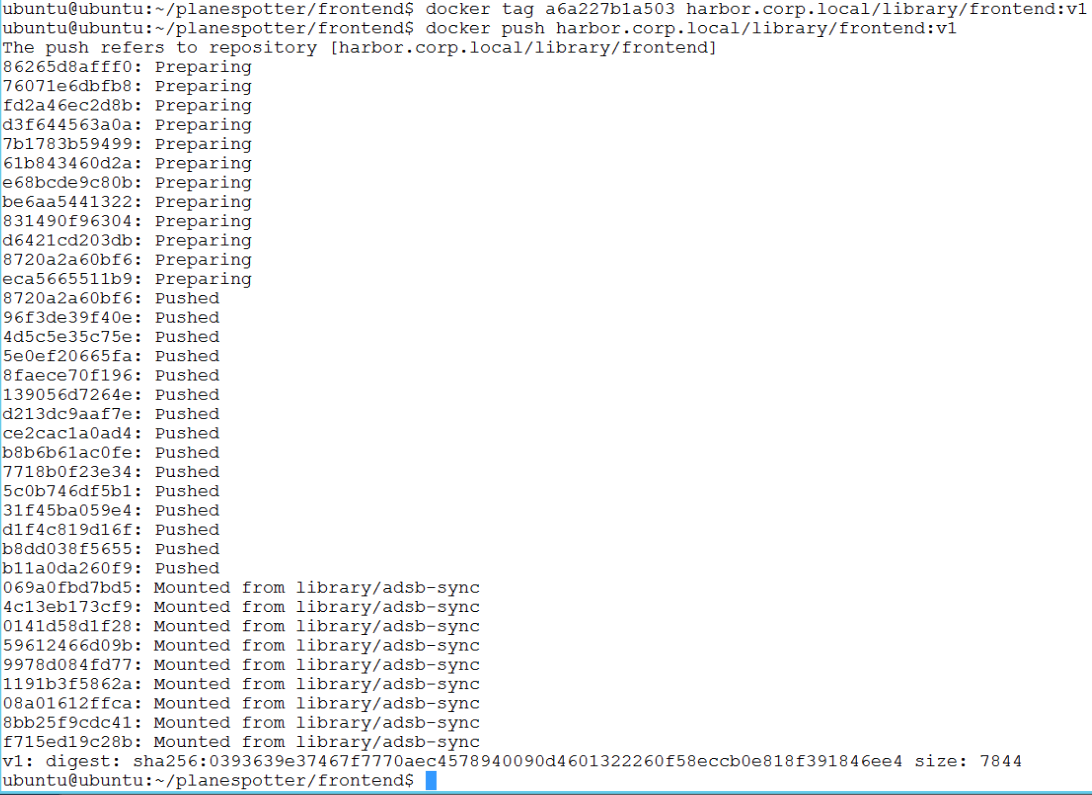 ubuntu@ubuntu:~/planespotter/frontend$ docker tag a6a227b1a503 harbor.corp.local/library/frontend:v1
ubuntu@ubuntu:~/planespotter/frontend$ docker push harbor.corp.local/library/frontend:v1
The push refers to repository [harbor.corp.local/library/frontend]
86265d8afff0: Preparing
76071e6dbfb8: Preparing
fd2a46ec2d8b: Preparing
d3f644563a0a: Preparing
7b1783b59499: Preparing
61b843460d2a: Preparing
e68bcde9c80b: Preparing
be6aa5441322: Preparing
831490f96304: Preparing
d6421cd203db: Preparing
8720a2a60bf6: Preparing
eca5665511b9: Preparing
8720a2a60bf6: Pushed
96f3de39f40e: Pushed
4d5c5e35c75e: Pushed
5e0ef20665fa: Pushed
8faece70f196: Pushed
139056d7264e: Pushed
d213dc9aaf7e: Pushed
ce2cac1a0ad4: Pushed
b8b6b61ac0fe: Pushed
7718b0f23e34: Pushed
5c0b746df5b1: Pushed
31f45ba059e4: Pushed
d1f4c819d16f: Pushed
b8dd038f5655: Pushed
b11a0da260f9: Pushed
069a0fbd7bd5: Mounted from library/adsb-sync
4c13eb173cf9: Mounted from library/adsb-sync
0141d58d1f28: Mounted from library/adsb-sync
59612466d09b: Mounted from library/adsb-sync
9978d084fd77: Mounted from library/adsb-sync
1191b3f5862a: Mounted from library/adsb-sync
08a01612ffca: Mounted from library/adsb-sync
8bb25f9cdc41: Mounted from library/adsb-sync
f715ed19c28b: Mounted from library/adsb-sync
v1: digest: sha256:0393639e37467f7770aec4578940090d4601322260f58eccb0e818f391846ee4 size: 7844
ubuntu@ubuntu:~/planespotter/frontend$